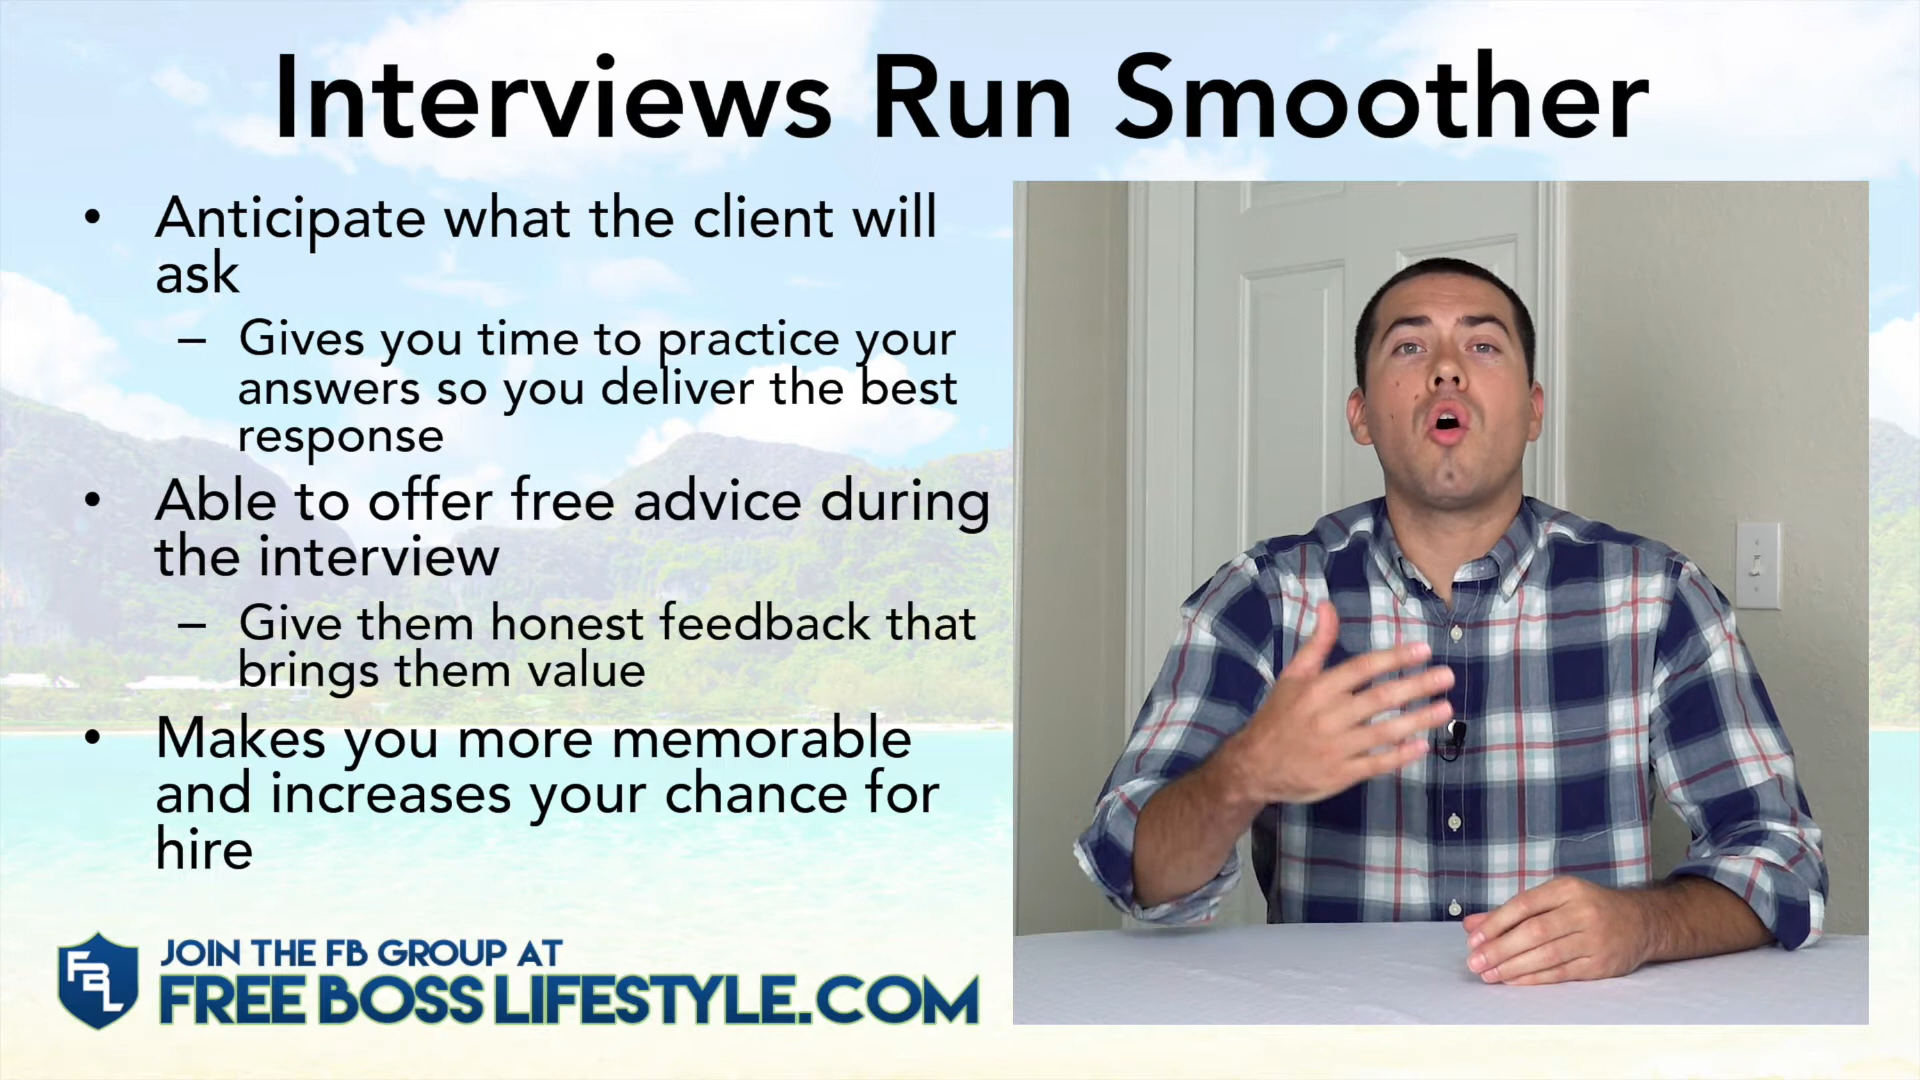 Interviews Run Smoother
• Anticipate what the client will
ask
– Gives you time to practice your
answers so you deliver the best
response
• Able to offer free advice during
the interview
– Give them honest feedback that
brings them value
• Makes you more memorable
and increases your chance for
hire
FBL
JOIN THE FB GROUP AT
FREE BOSS LIFESTYLE.COM